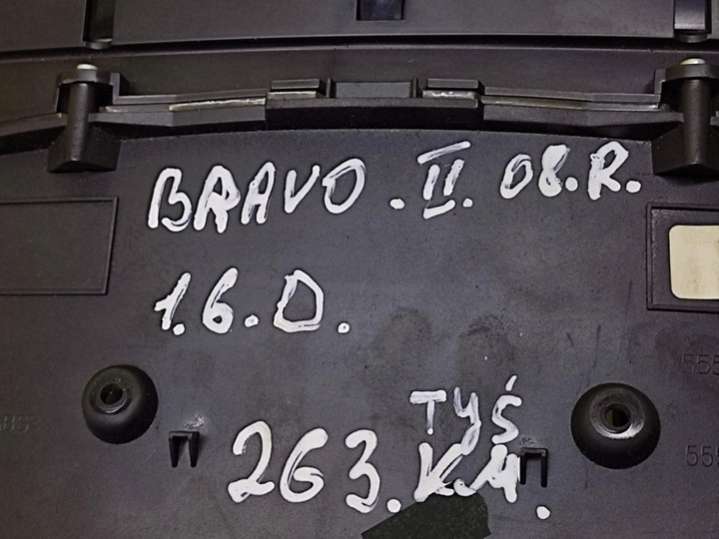 BRAVO. II. 08.R.
1.6.D.
TYŚ
263.KM.